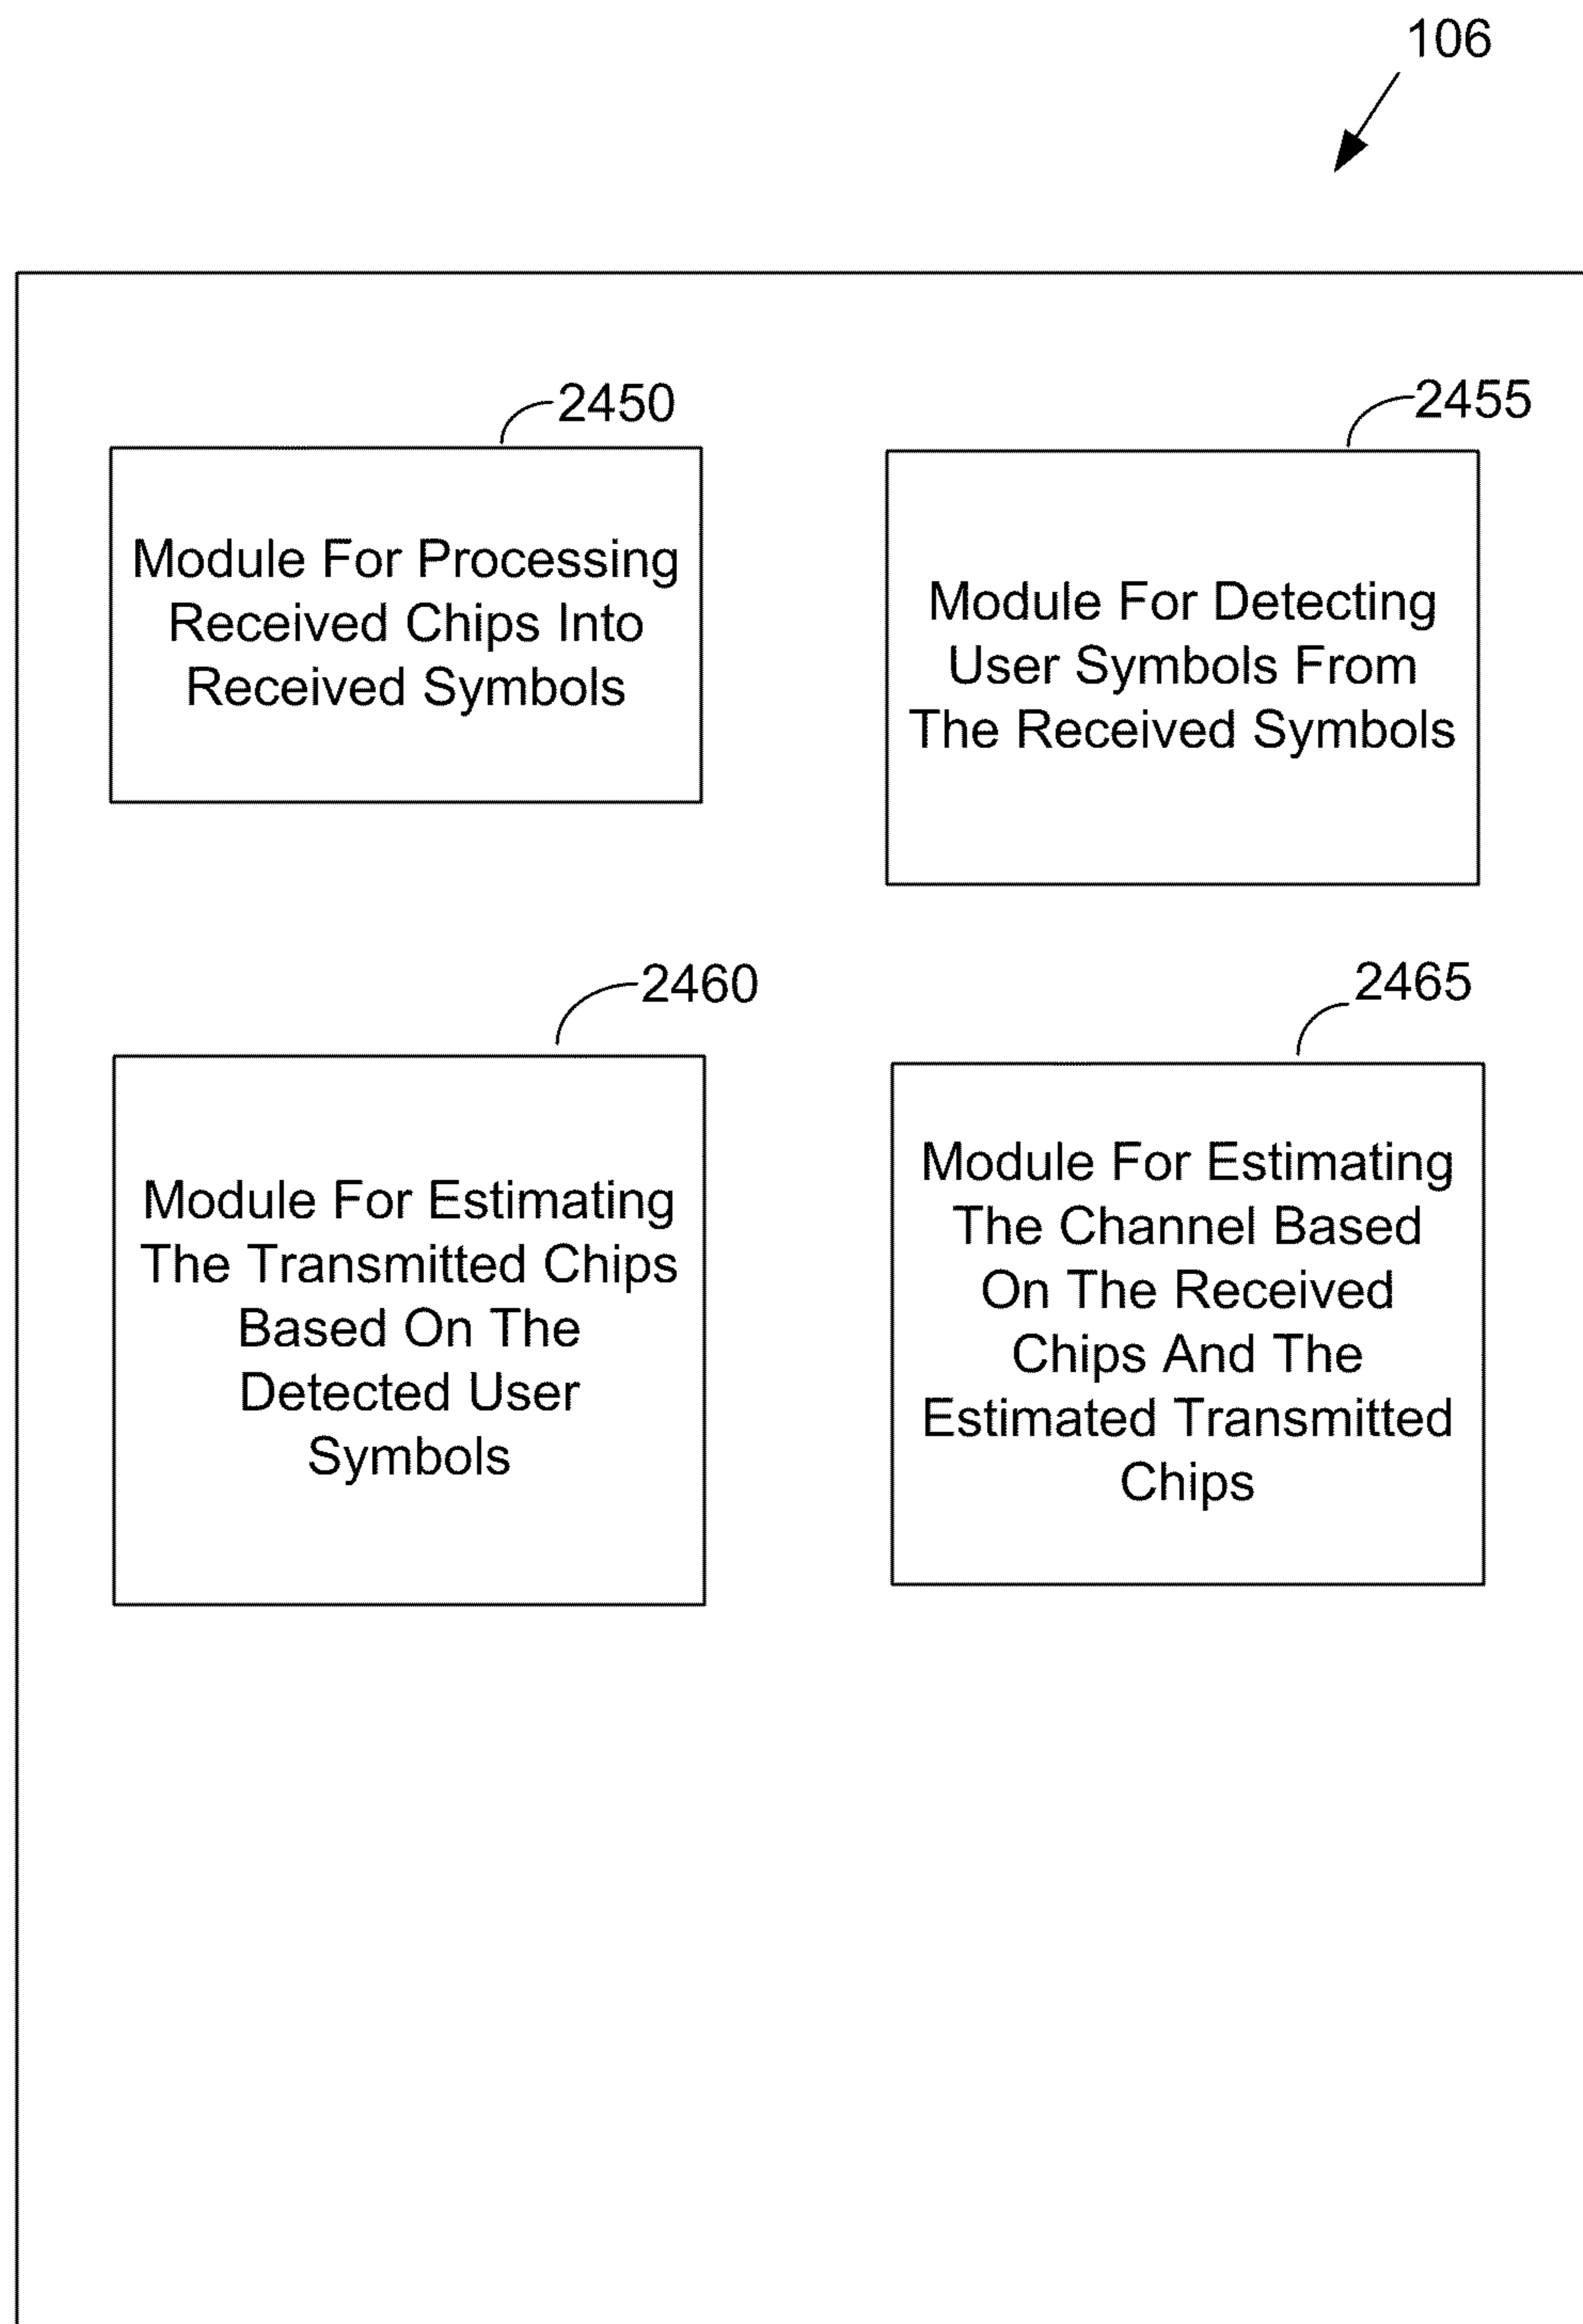 106
2450
Module For Processing
Received Chips Into
Received Symbols
2455
Module For Detecting
User Symbols From
The Received Symbols
2460
Module For Estimating
The Transmitted Chips
Based On The
Detected User
Symbols
2465
Module For Estimating
The Channel Based
On The Received
Chips And The
Estimated Transmitted
Chips